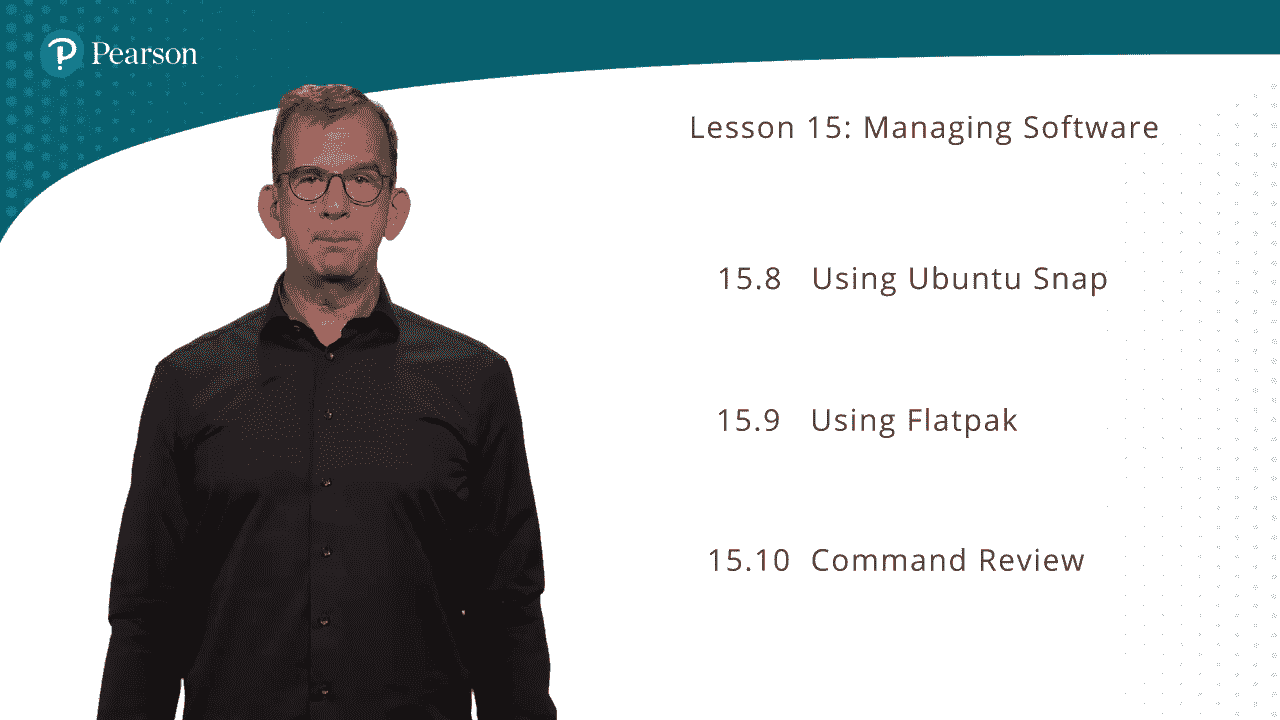 Pearson
Lesson 15: Managing Software
15.8 Using Ubuntu Snap
15.9 Using Flatpak
15.10 Command Review